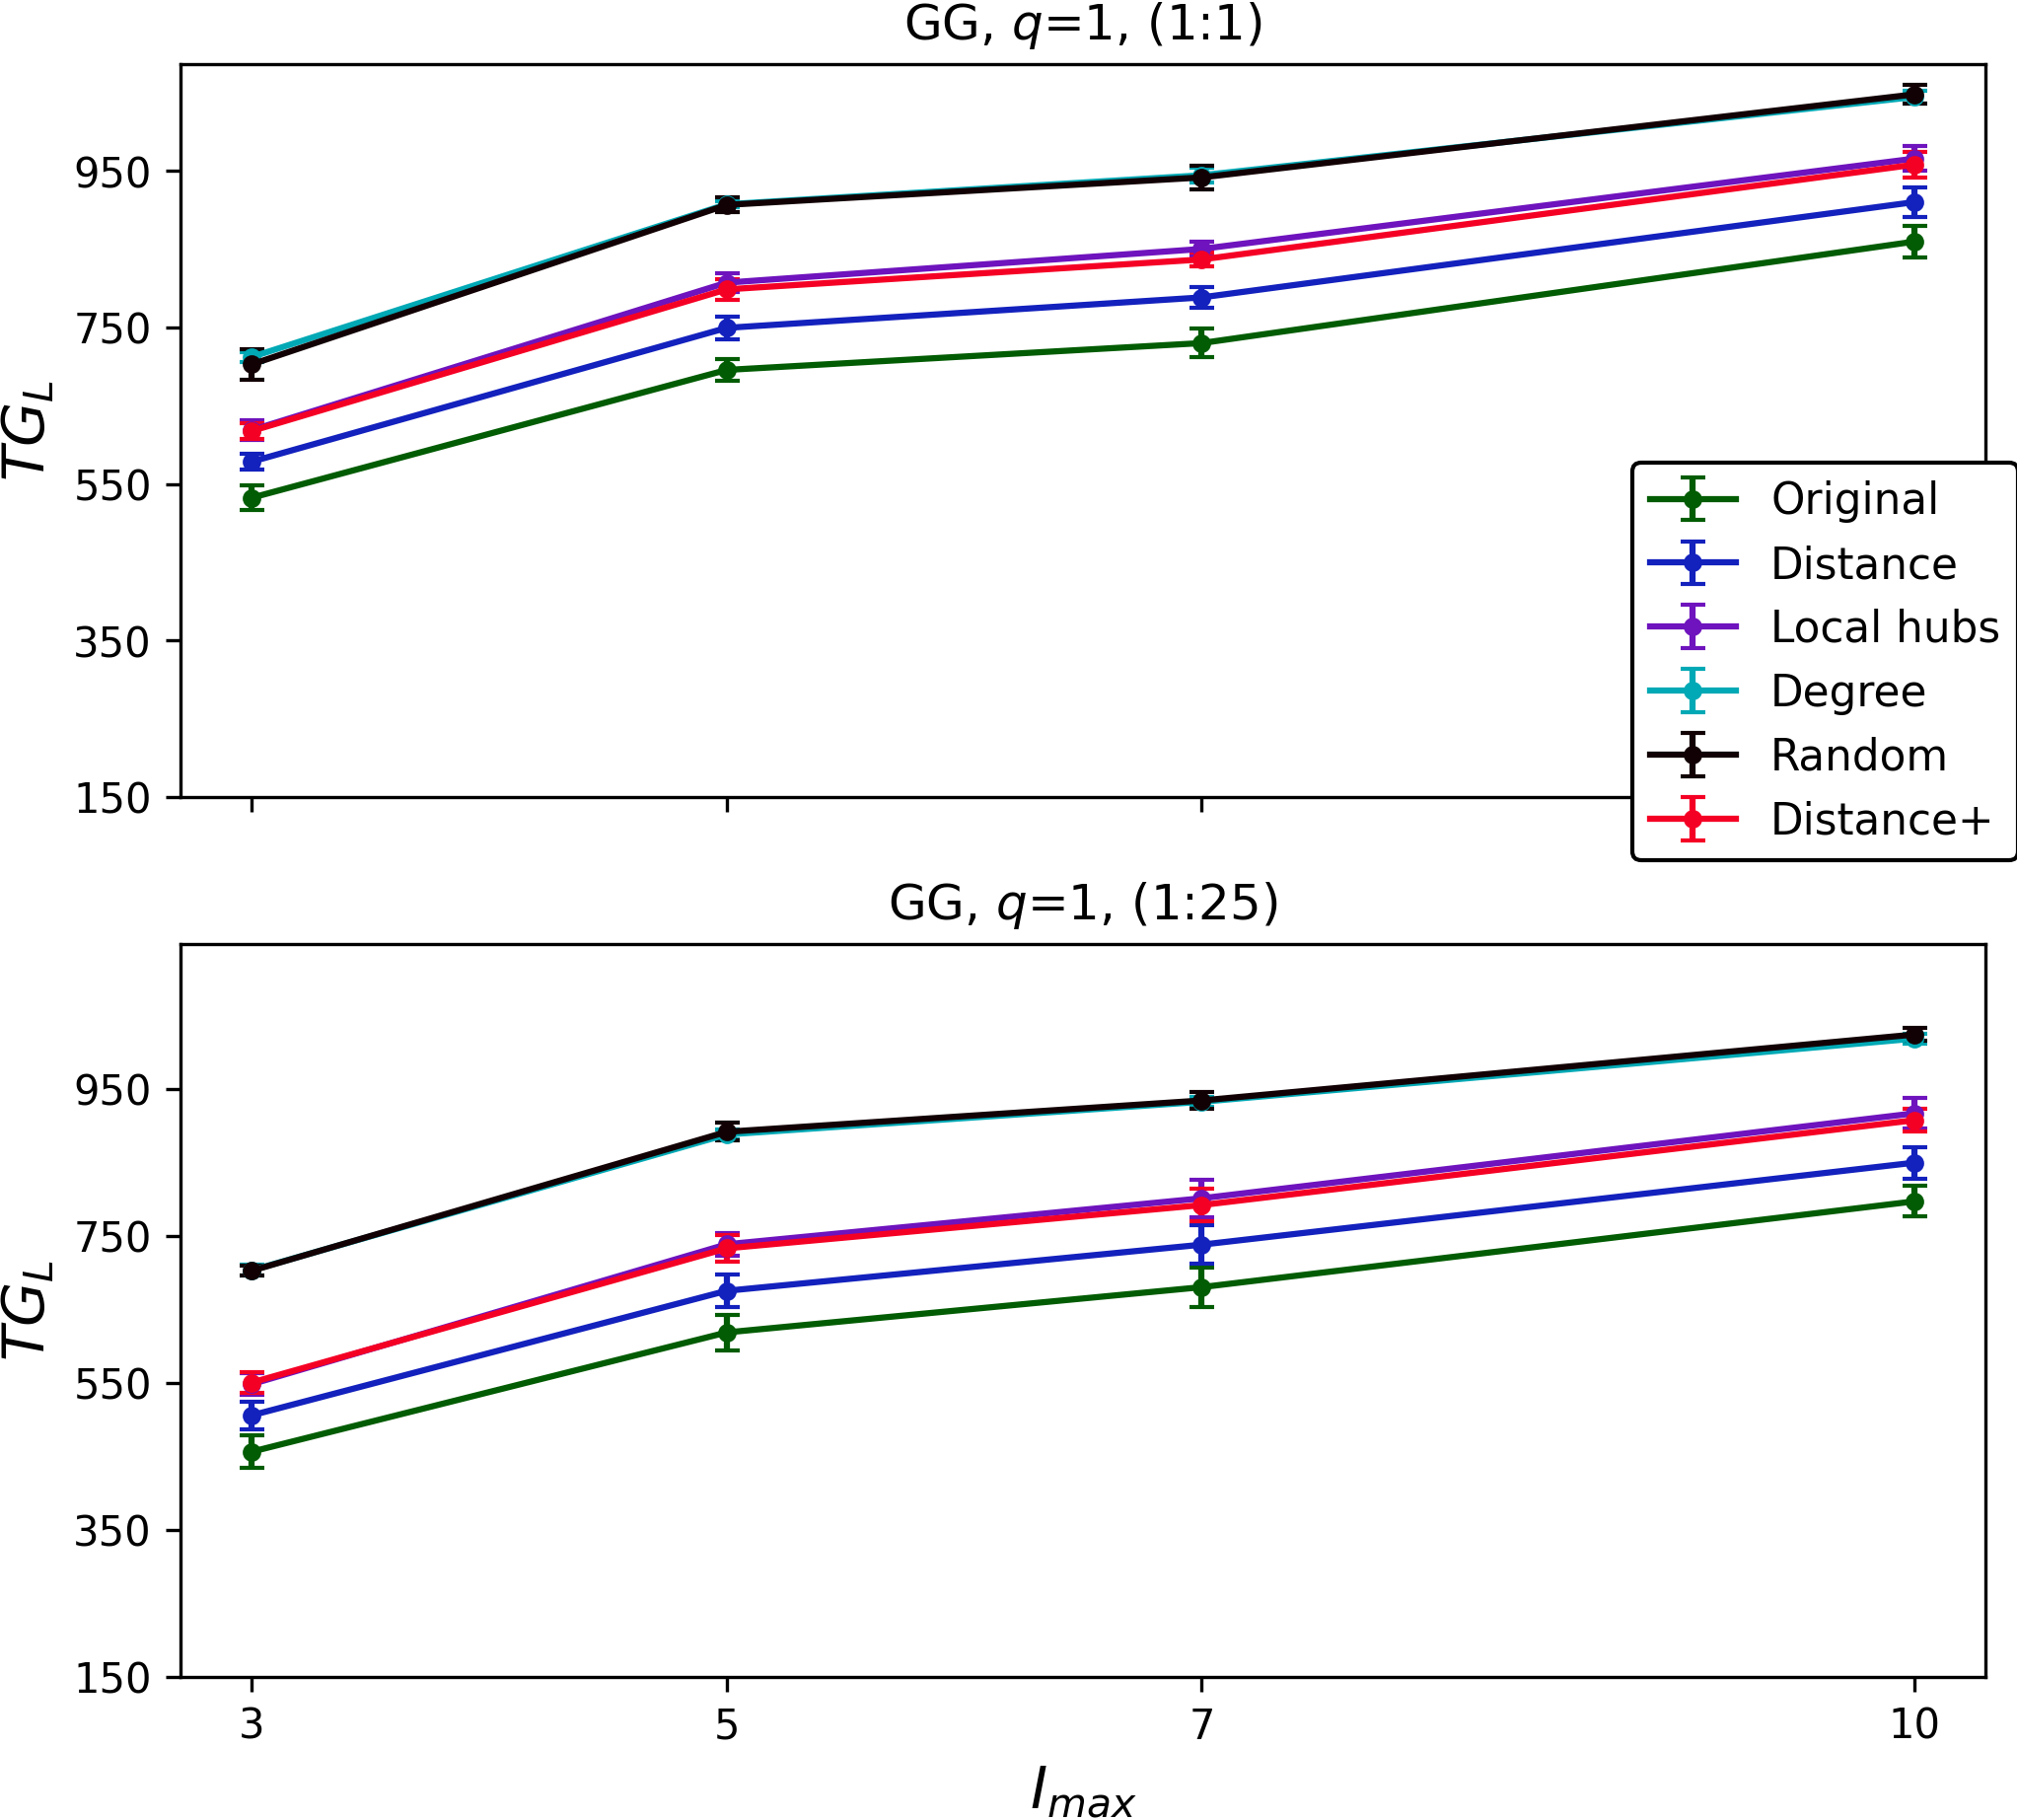 GG, q=1, (1:1)
950
750
550
350
150
TG_L
Original
Distance
Local hubs
Degree
Random
Distance+
GG, q=1, (1:25)
950
750
550
350
150
TG_L
3 5 7 10
I_max